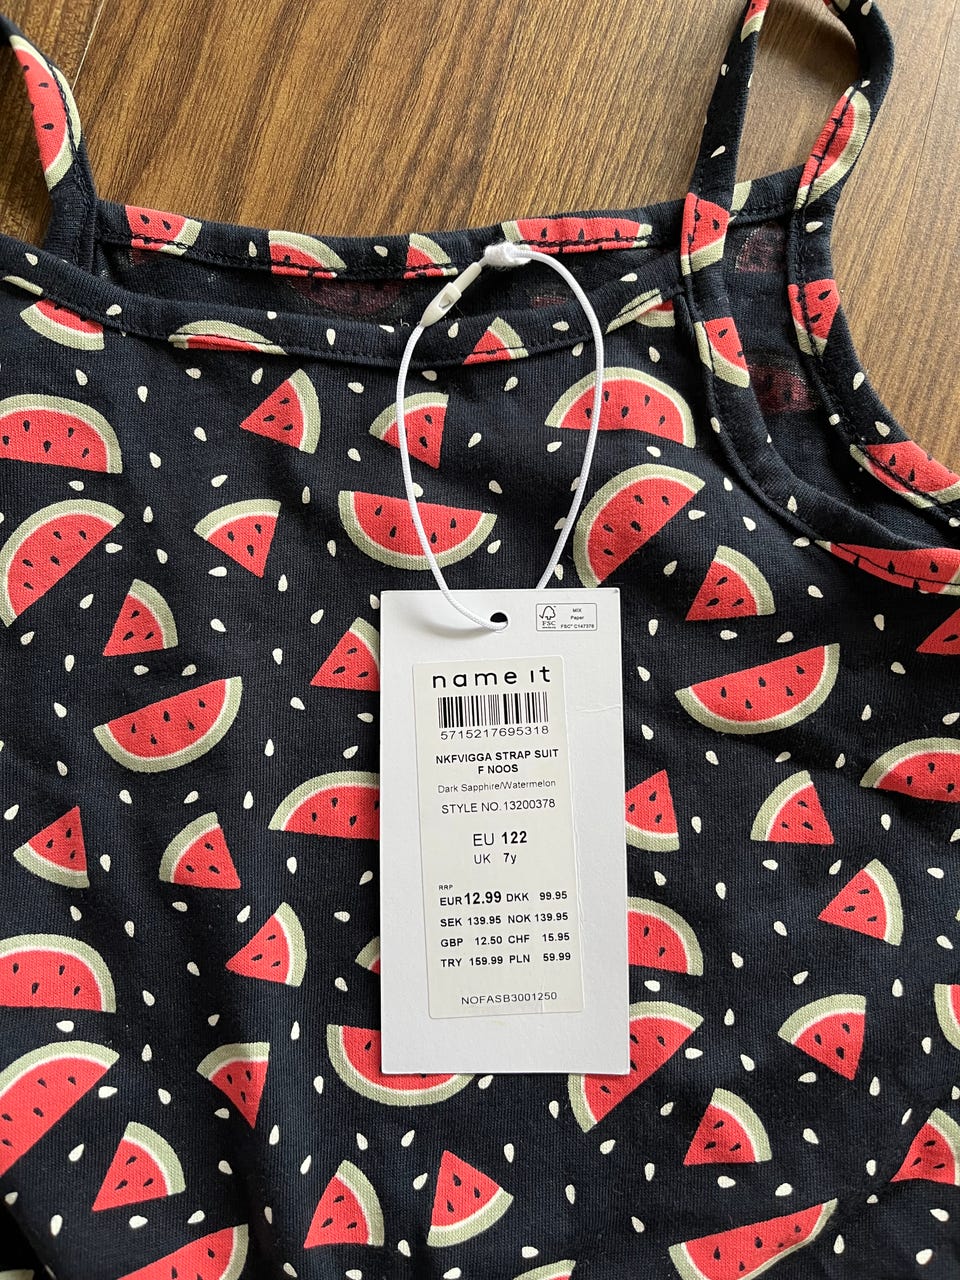 FSC
MIX
Paper
FSC® C147378
name it
5715217695318
NKFVIGGA STRAP SUIT
F NOOS
Dark Sapphire/Watermelon
STYLE NO. 13200378
EU 122
UK 7y
RRP
EUR 12.99 DKK 99.95
SEK 139.95 NOK 139.95
GBP 12.50 CHF 15.95
TRY 159.99 PLN 59.99
NOFASB3001250